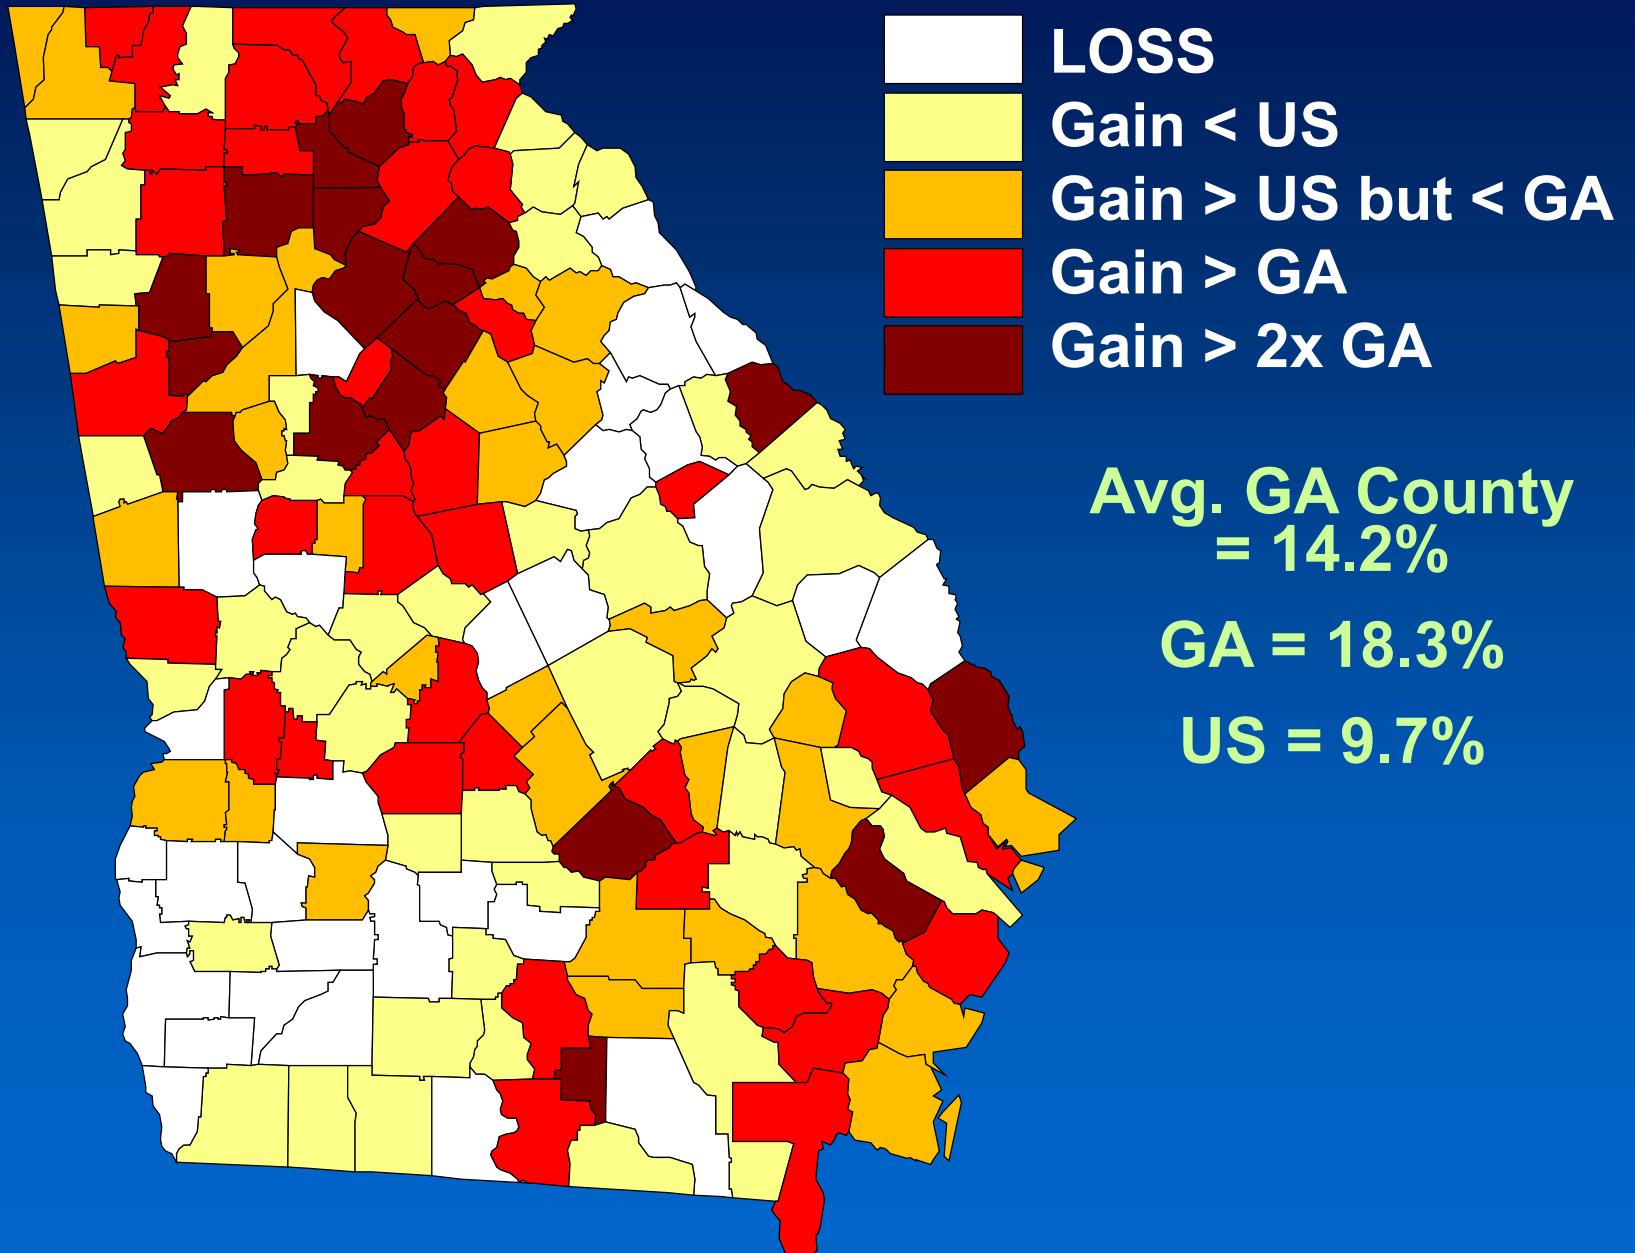 LOSS
Gain < US
Gain > US but < GA
Gain > GA
Gain > 2x GA
Avg. GA County
= 14.2%
GA = 18.3%
US = 9.7%